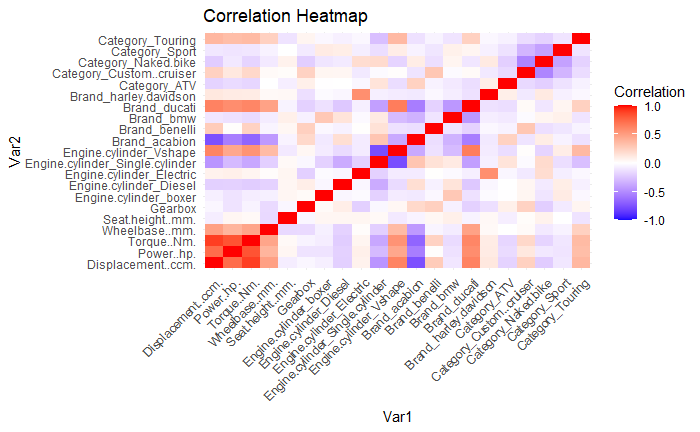 Correlation Heatmap
Category_Touring
Category_Sport
Category_Naked.bike
Category_Custom..cruiser
Category_ATV
Brand_harley.davidson
Brand_ducati
Brand_bmw
Brand_benelli
Brand_acabion
Engine.cylinder_Vshape
Engine.cylinder_Single.cylinder
Engine.cylinder_Electric
Engine.cylinder_Diesel
Engine.cylinder_boxer
Gearbox
Seat.height..mm.
Wheelbase..mm.
Torque..Nm.
Power..hp.
Displacement..ccm.
Var2
Displacement..ccm.
Power..hp.
Torque..Nm.
Wheelbase..mm.
Seat.height..mm.
Gearbox
Engine.cylinder_boxer
Engine.cylinder_Diesel
Engine.cylinder_Electric
Engine.cylinder_Single.cylinder
Engine.cylinder_Vshape
Brand_acabion
Brand_benelli
Brand_bmw
Brand_ducati
Brand_harley.davidson
Category_ATV
Category_Custom..cruiser
Category_Naked.bike
Category_Sport
Category_Touring
Var1
Correlation
1.0
0.5
0.0
-0.5
-1.0